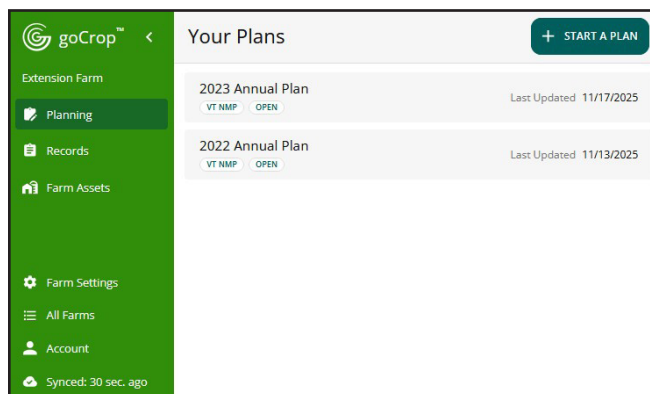 goCrop™
Extension Farm
Planning
Records
Farm Assets
Farm Settings
All Farms
Account
Synced: 30 sec. ago
Your Plans
+ START A PLAN
2023 Annual Plan
VT NMP OPEN
Last Updated 11/17/2025
2022 Annual Plan
VT NMP OPEN
Last Updated 11/13/2025